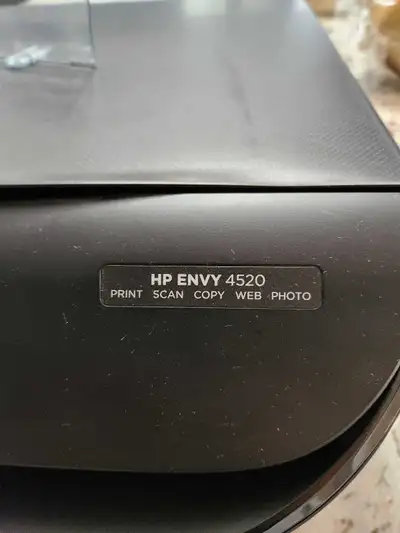 HP ENVY 4520
PRINT SCAN COPY WEB PHOTO